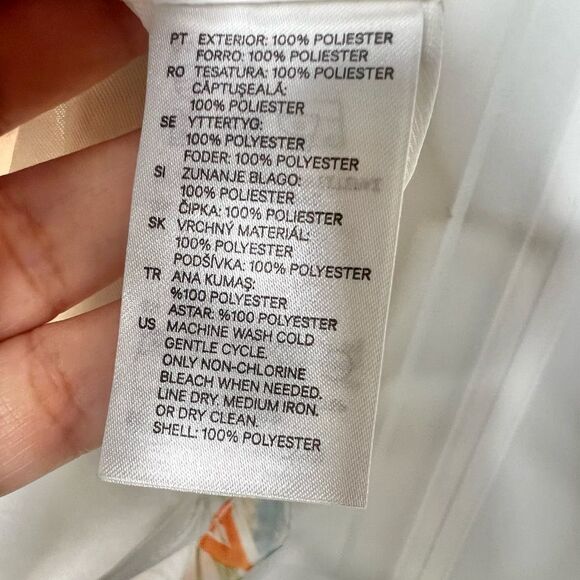 PT EXTERIOR: 100% POLIESTER
FORRO: 100% POLIESTER
RO TESATURA: 100% POLIESTER
CĂPTUŞEALĂ:
100% POLIESTER
SE YTTERTYG:
100% POLYESTER
FODER: 100% POLYESTER
SI ZUNANJE BLAGO:
100% POLIESTER
ČIPKA: 100% POLIESTER
SK VRCHNÝ MATERIÁL:
100% POLYESTER
PODŠÍVKA: 100% POLYESTER
TR ANA KUMAŞ:
%100 POLYESTER
ASTAR: %100 POLYESTER
US MACHINE WASH COLD
GENTLE CYCLE.
ONLY NON-CHLORINE
BLEACH WHEN NEEDED.
LINE DRY. MEDIUM IRON.
OR DRY CLEAN.
SHELL: 100% POLYESTER